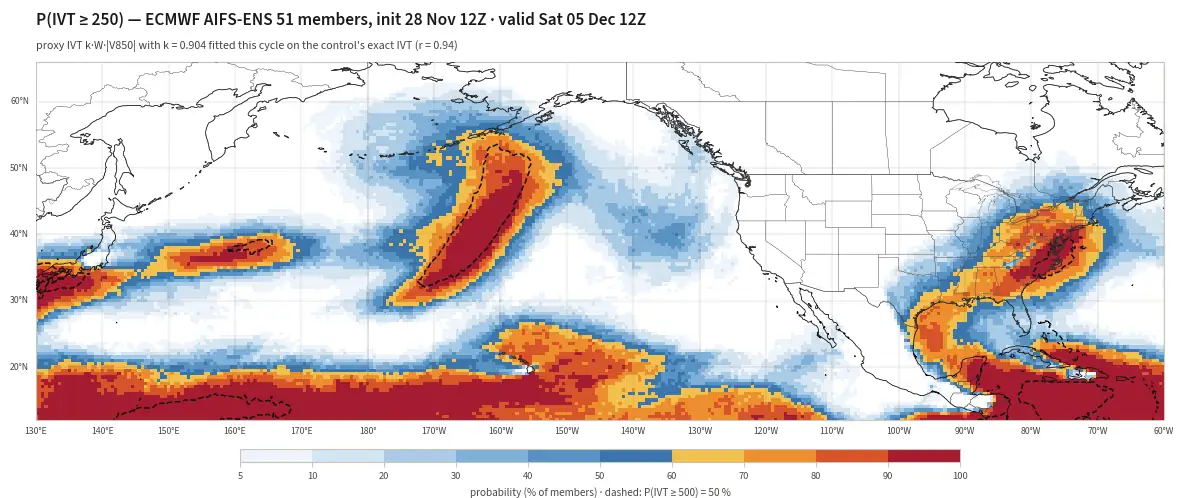 P(IVT ≥ 250) — ECMWF AIFS-ENS 51 members, init 28 Nov 12Z · valid Sat 05 Dec 12Z
proxy IVT k·W·|V850| with k = 0.904 fitted this cycle on the control's exact IVT (r = 0.94)
60°N
50°N
40°N
30°N
20°N
130°E 140°E 150°E 160°E 170°E 180° 170°W 160°W 150°W 140°W 130°W 120°W 110°W 100°W 90°W 80°W 70°W 60°W
5 10 20 30 40 50 60 70 80 90 100
probability (% of members) · dashed: P(IVT ≥ 500) = 50 %